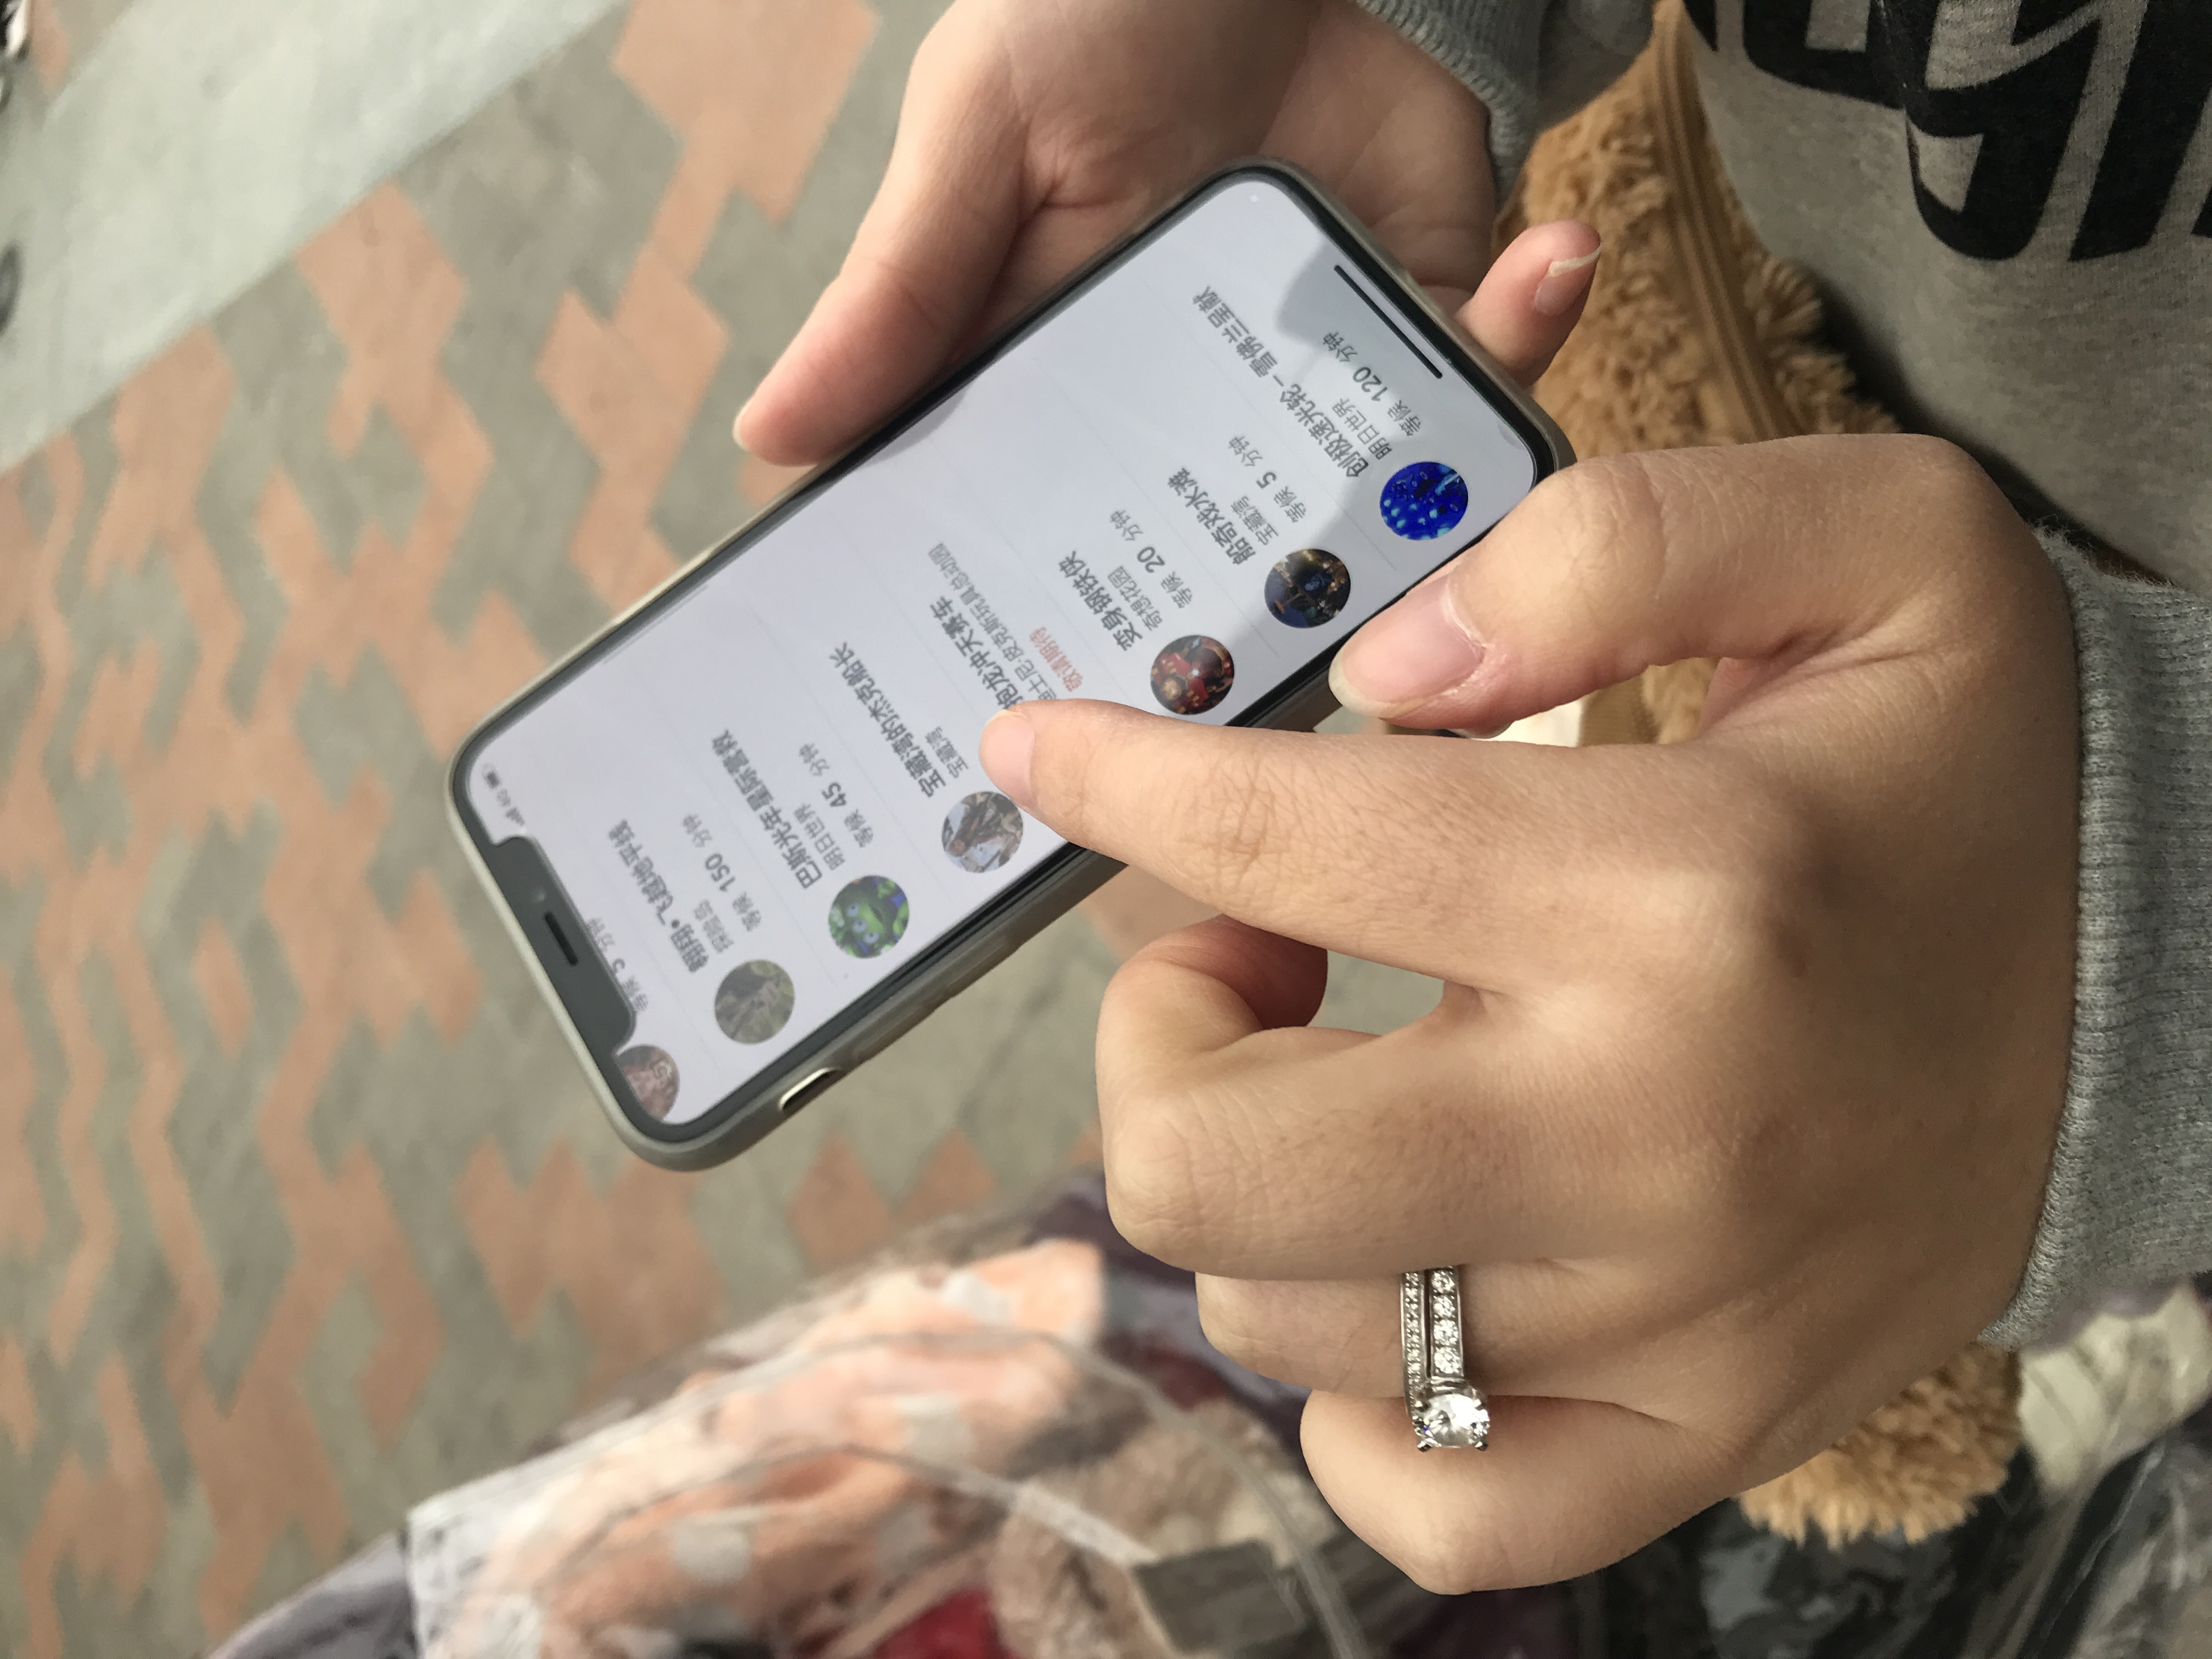 4G
等候 5 分钟
翱翔•飞越地平线
探险岛
等候 150 分钟
巴斯光年星际营救
明日世界
等候 45 分钟
宝藏湾的杰克船长
宝藏湾
抱龙冲天赛车
迪士尼·皮克斯玩具总动园
敬请期待
变身钢铁侠
奇想花园
等候 20 分钟
船奇戏水滩
宝藏湾
等候 5 分钟
创极速光轮－雪佛兰呈献
明日世界
等候 120 分钟